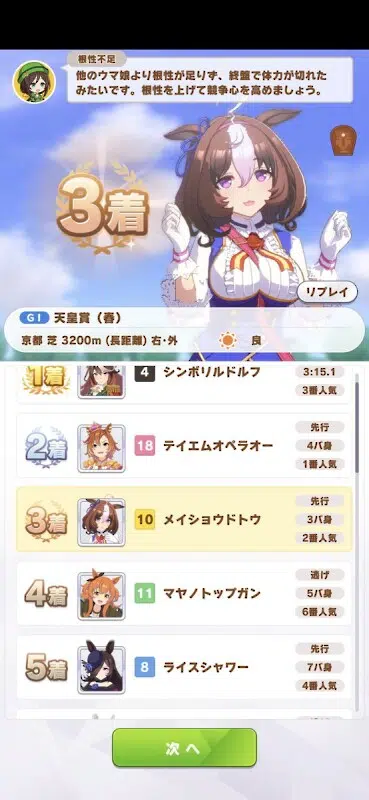 根性不足
他のウマ娘より根性が足りず、終盤で体力が切れた
みたいです。根性を上げて競争心を高めましょう。
3着
リプレイ
GI 天皇賞（春）
京都 芝 3200m (長距離) 右・外 良
1着 4 シンボリルドルフ 3:15.1
3番人気
先行
2着 18 テイエムオペラオー 4バ身
1番人気
先行
3着 10 メイショウドトウ 3バ身
2番人気
逃げ
4着 11 マヤノトップガン 5バ身
6番人気
先行
5着 8 ライスシャワー 7バ身
4番人気
次へ